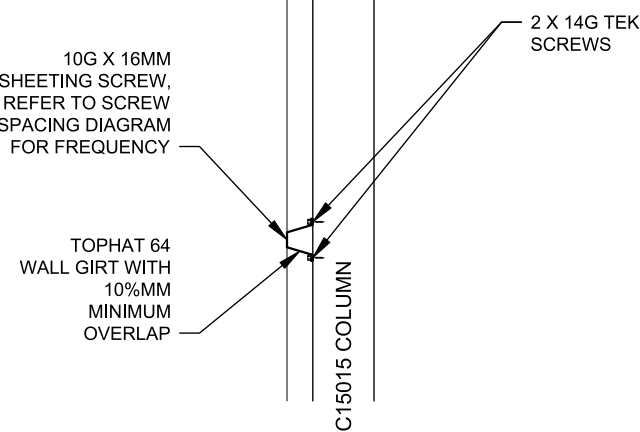 10G X 16MM
SHEETING SCREW,
REFER TO SCREW
SPACING DIAGRAM
FOR FREQUENCY
2 X 14G TEK
SCREWS
TOPHAT 64
WALL GIRT WITH
10%MM
MINIMUM
OVERLAP
C15015 COLUMN